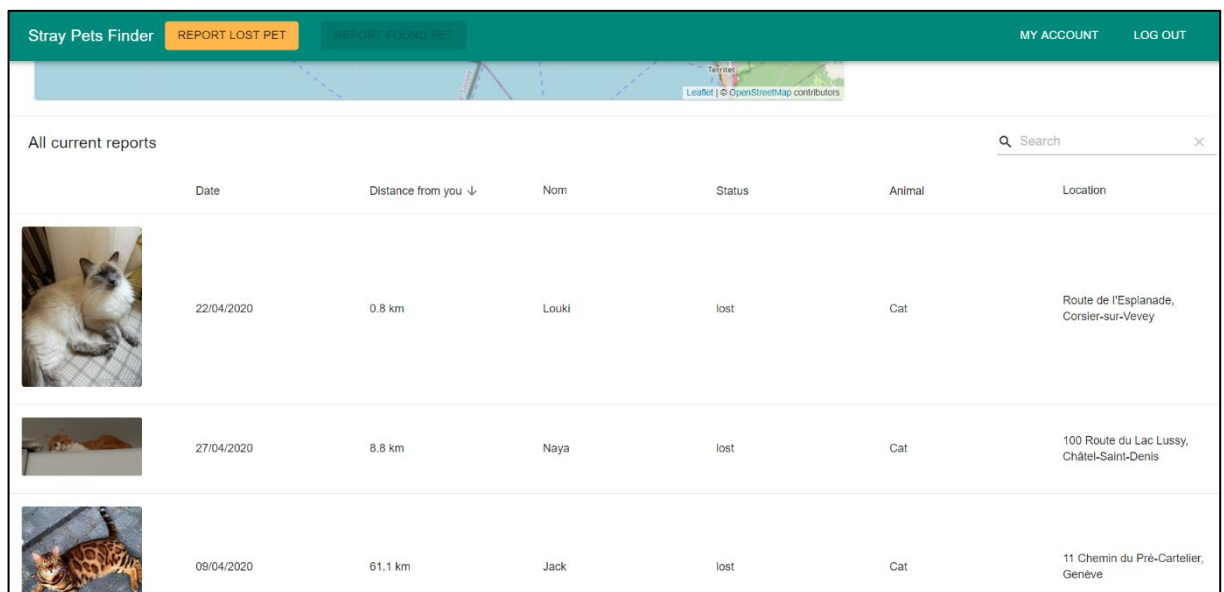 Stray Pets Finder REPORT LOST PET REPORT FOUND PET MY ACCOUNT LOG OUT
Territet
Leaflet | © OpenStreetMap contributors
All current reports Search
Date Distance from you ↓ Nom Status Animal Location
22/04/2020 0.8 km Louki lost Cat Route de l'Esplanade,
Corsier-sur-Vevey
27/04/2020 8.8 km Naya lost Cat 100 Route du Lac Lussy,
Châtel-Saint-Denis
09/04/2020 61.1 km Jack lost Cat 11 Chemin du Pré-Cartelier,
Genève